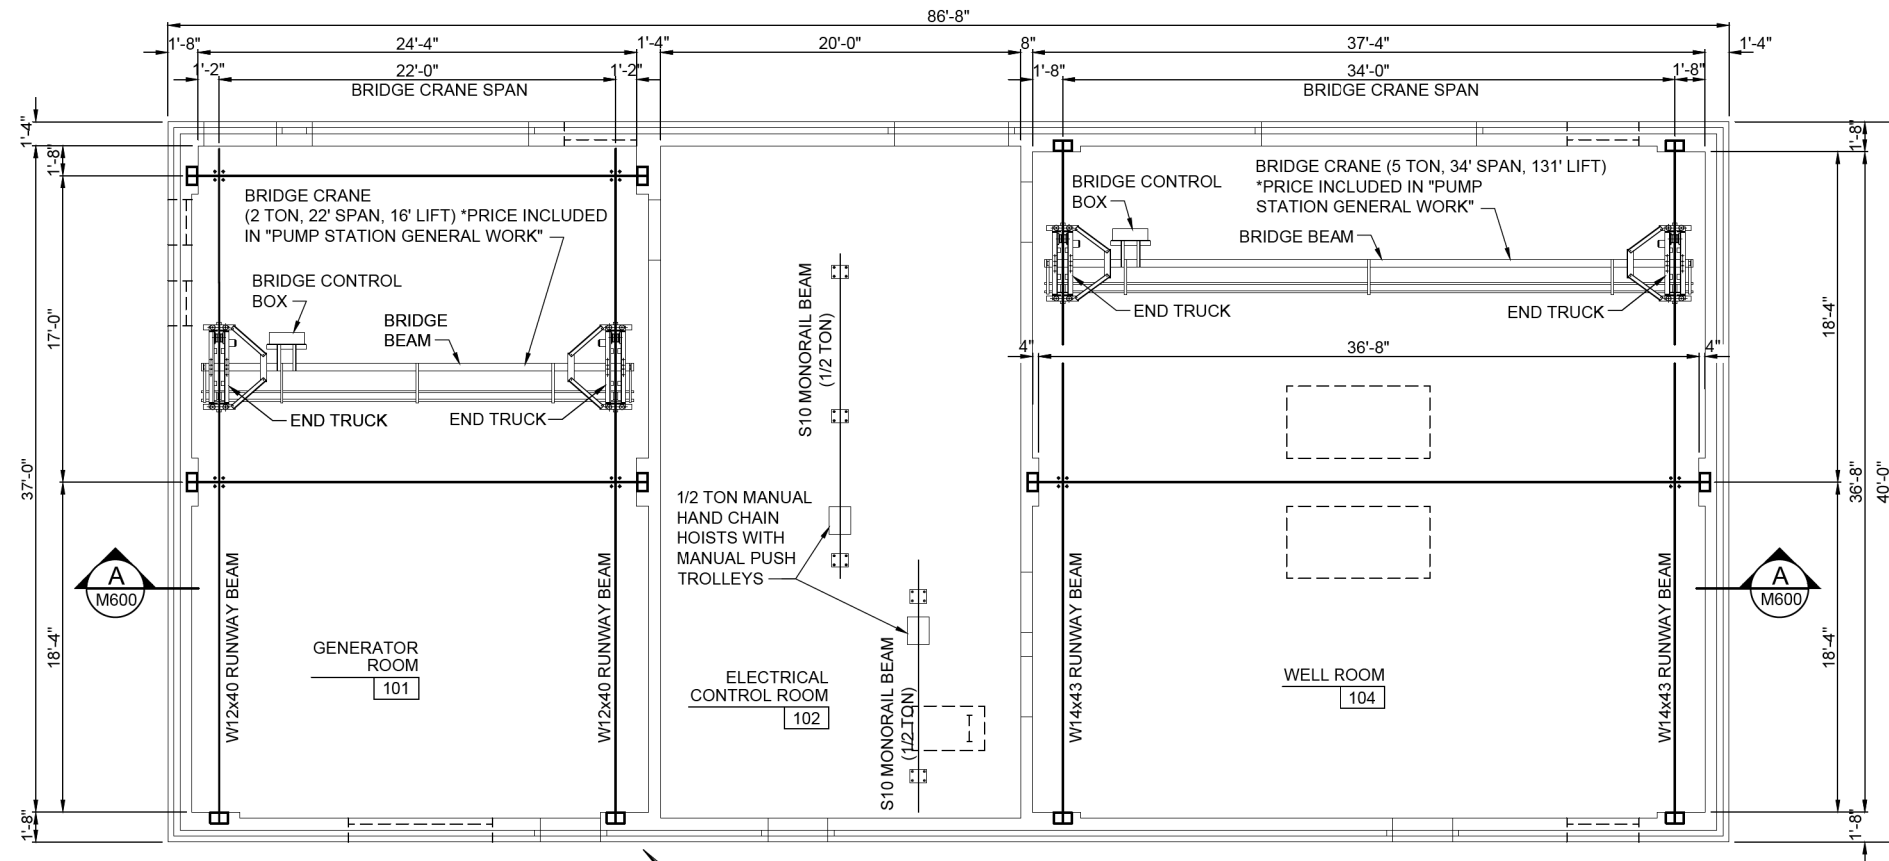 86'-8"
1'-8"
24'-4"
1'-4"
20'-0"
8"
37'-4"
1'-4"
1'-2"
22'-0"
1'-2"
1'-8"
34'-0"
1'-8"
BRIDGE CRANE SPAN
BRIDGE CRANE SPAN
1'-4"
1'-8"
17'-0"
37'-0"
18'-4"
1'-8"
BRIDGE CRANE
(2 TON, 22' SPAN, 16' LIFT) *PRICE INCLUDED
IN "PUMP STATION GENERAL WORK"
BRIDGE CONTROL
BOX
BRIDGE
BEAM
END TRUCK
END TRUCK
A
M600
W12x40 RUNWAY BEAM
W12x40 RUNWAY BEAM
GENERATOR
ROOM
101
S10 MONORAIL BEAM
(1/2 TON)
1/2 TON MANUAL
HAND CHAIN
HOISTS WITH
MANUAL PUSH
TROLLEYS
ELECTRICAL
CONTROL ROOM
102
S10 MONORAIL BEAM
(1/2 TON)
BRIDGE CONTROL
BOX
BRIDGE CRANE (5 TON, 34' SPAN, 131' LIFT)
*PRICE INCLUDED IN "PUMP
STATION GENERAL WORK"
BRIDGE BEAM
END TRUCK
END TRUCK
4"
36'-8"
4"
W14x43 RUNWAY BEAM
W14x43 RUNWAY BEAM
WELL ROOM
104
A
M600
1'-8"
18'-4"
36'-8"
40'-0"
18'-4"
1'-8"